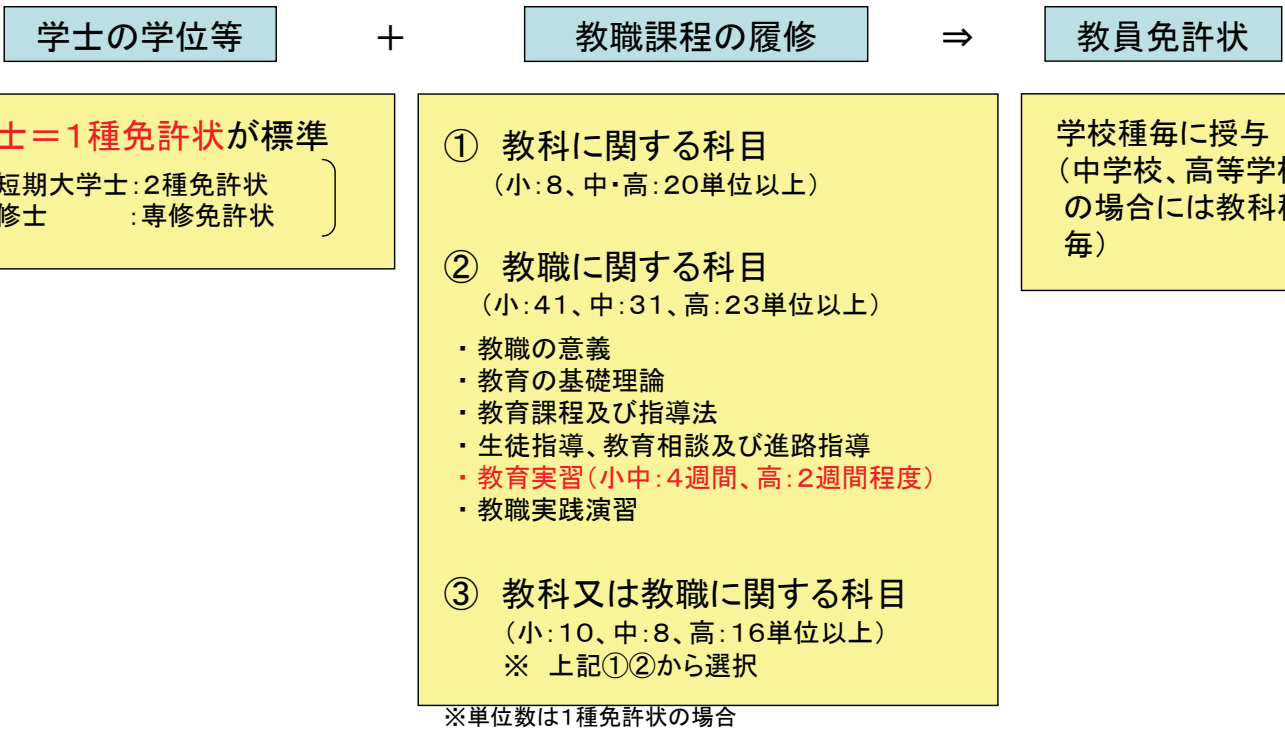 学士の学位等 + 教職課程の履修 ⇒ 教員免許状
士=1種免許状が標準
短期大学士:2種免許状
修士 :専修免許状
① 教科に関する科目
(小:8、中・高:20単位以上)
② 教職に関する科目
(小:41、中:31、高:23単位以上)
・教職の意義
・教育の基礎理論
・教育課程及び指導法
・生徒指導、教育相談及び進路指導
・教育実習(小中:4週間、高:2週間程度)
・教職実践演習
③ 教科又は教職に関する科目
(小:10、中:8、高:16単位以上)
※ 上記①②から選択
※単位数は1種免許状の場合
学校種毎に授与
(中学校、高等学校
の場合には教科種
毎)